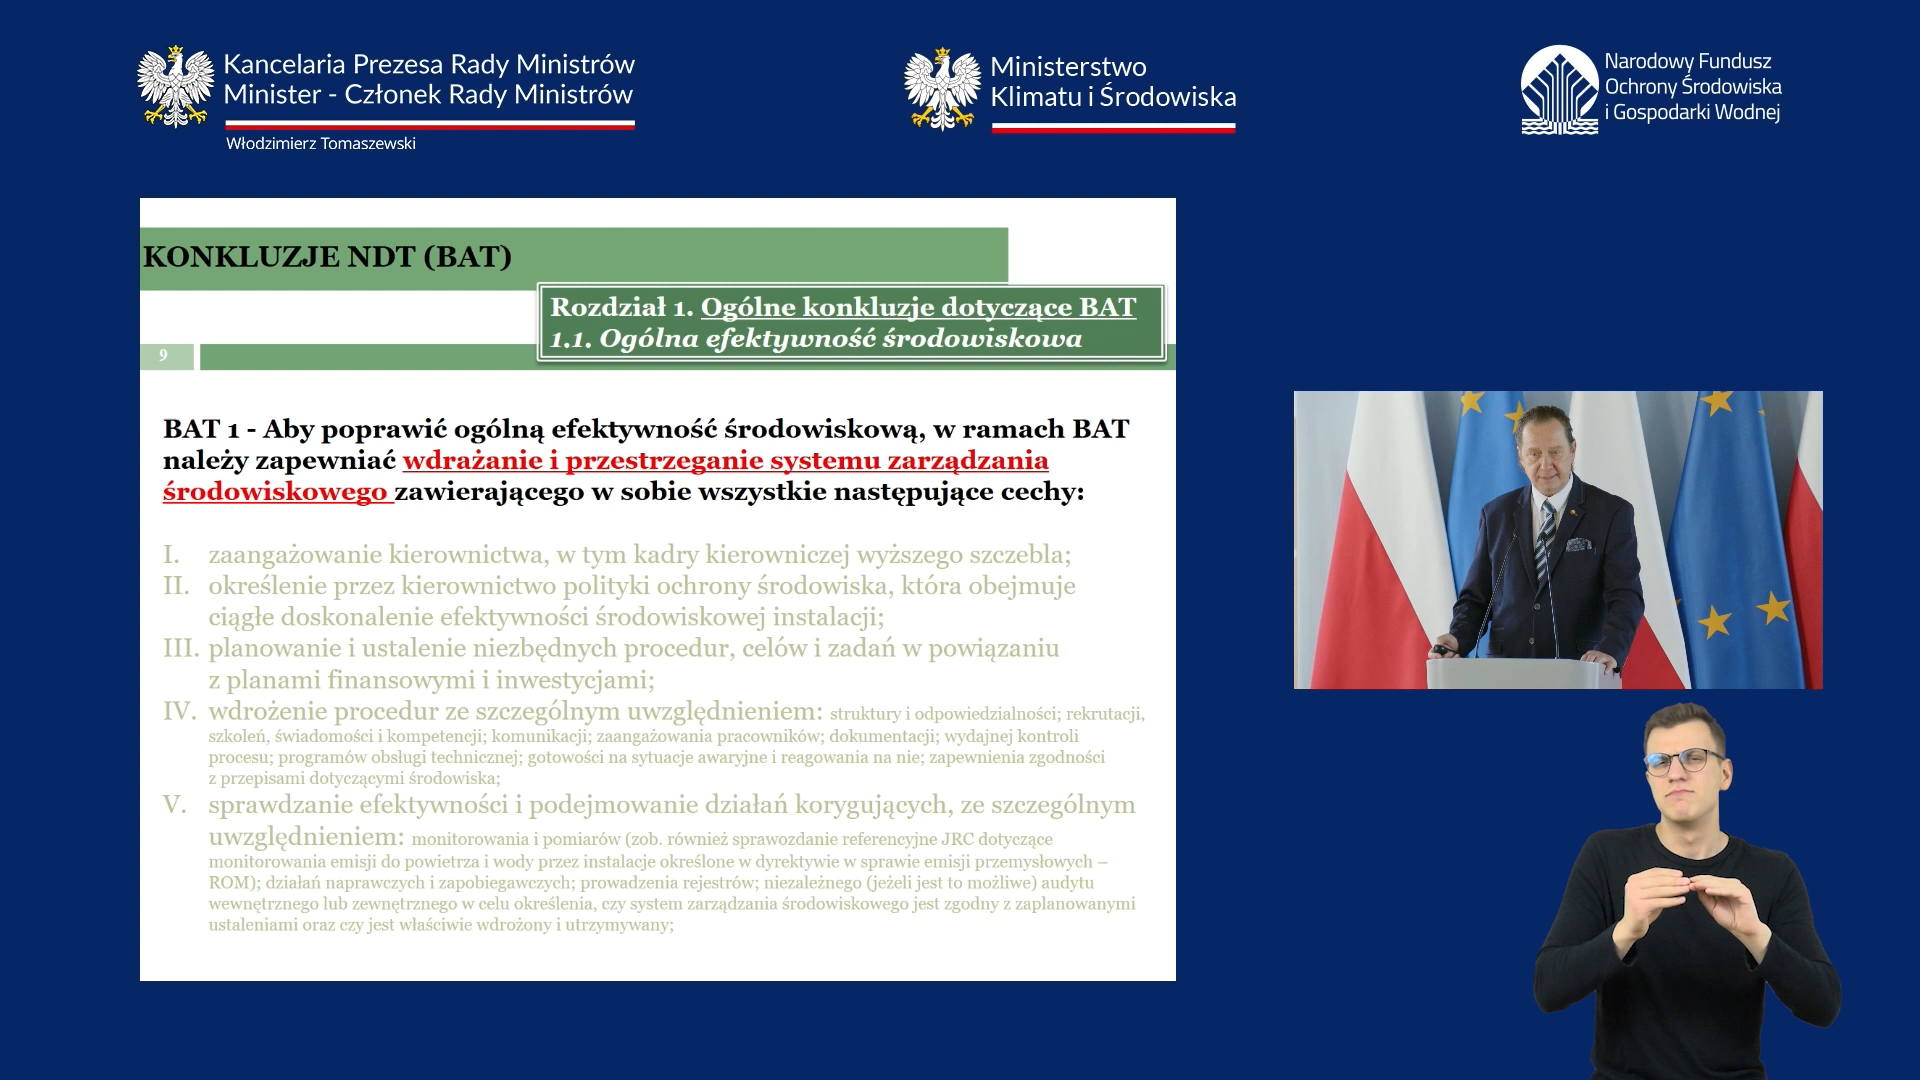 Kancelaria Prezesa Rady Ministrów
Minister - Członek Rady Ministrów
Włodzimierz Tomaszewski
Ministerstwo
Klimatu i Środowiska
Narodowy Fundusz
Ochrony Środowiska
i Gospodarki Wodnej
KONKLUZJE NDT (BAT)
Rozdział 1. Ogólne konkluzje dotyczące BAT
1.1. Ogólna efektywność środowiskowa
9
BAT 1 - Aby poprawić ogólną efektywność środowiskową, w ramach BAT
należy zapewniać wdrażanie i przestrzeganie systemu zarządzania
środowiskowego zawierającego w sobie wszystkie następujące cechy:
I. zaangażowanie kierownictwa, w tym kadry kierowniczej wyższego szczebla;
II. określenie przez kierownictwo polityki ochrony środowiska, która obejmuje
ciągłe doskonalenie efektywności środowiskowej instalacji;
III. planowanie i ustalenie niezbędnych procedur, celów i zadań w powiązaniu
z planami finansowymi i inwestycjami;
IV. wdrożenie procedur ze szczególnym uwzględnieniem: struktury i odpowiedzialności; rekrutacji,
szkoleń, świadomości i kompetencji; komunikacji; zaangażowania pracowników; dokumentacji; wydajnej kontroli
procesu; programów obsługi technicznej; gotowości na sytuacje awaryjne i reagowania na nie; zapewnienia zgodności
z przepisami dotyczącymi środowiska;
V. sprawdzanie efektywności i podejmowanie działań korygujących, ze szczególnym
uwzględnieniem: monitorowania i pomiarów (zob. również sprawozdanie referencyjne JRC dotyczące
monitorowania emisji do powietrza i wody przez instalacje określone w dyrektywie w sprawie emisji przemysłowych –
ROM); działań naprawczych i zapobiegawczych; prowadzenia rejestrów; niezależnego (jeżeli jest to możliwe) audytu
wewnętrznego lub zewnętrznego w celu określenia, czy system zarządzania środowiskowego jest zgodny z zaplanowanymi
ustaleniami oraz czy jest właściwie wdrożony i utrzymywany;